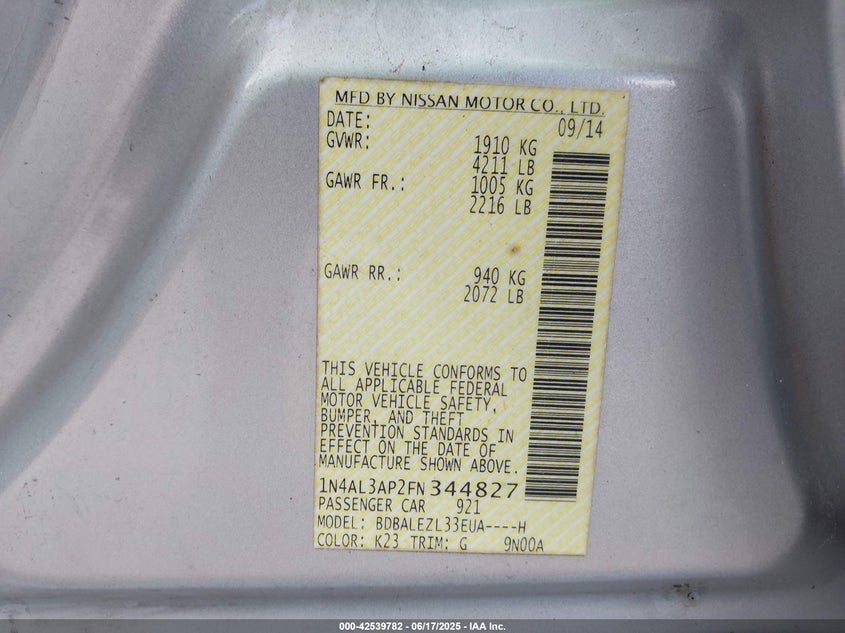 MFD BY NISSAN MOTOR CO., LTD.
DATE: 09/14
GVWR: 1910 KG
4211 LB
GAWR FR.: 1005 KG
2216 LB
GAWR RR.: 940 KG
2072 LB
THIS VEHICLE CONFORMS TO
ALL APPLICABLE FEDERAL
MOTOR VEHICLE SAFETY,
BUMPER, AND THEFT
PREVENTION STANDARDS IN
EFFECT ON THE DATE OF
MANUFACTURE SHOWN ABOVE.
1N4AL3AP2FN344827
PASSENGER CAR 921
MODEL: BDBALEZL33EUA----H
COLOR: K23 TRIM: G 9N00A
000-42539782 - 06/17/2025 - IAA Inc.